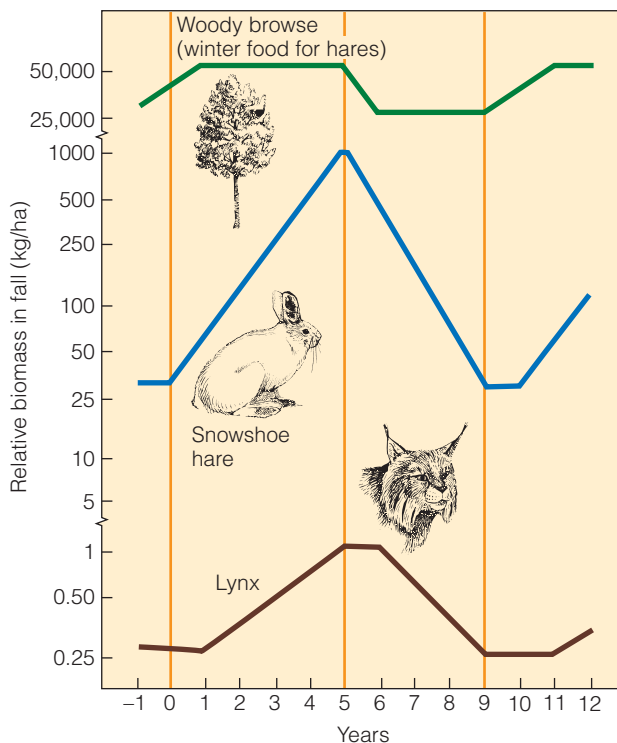 Woody browse
(winter food for hares)
50,000
25,000
1000
500
250
100
50
25
10
5
1
0.50
0.25
Relative biomass in fall (kg/ha)
Snowshoe
hare
Lynx
–1 0 1 2 3 4 5 6 7 8 9 10 11 12
Years